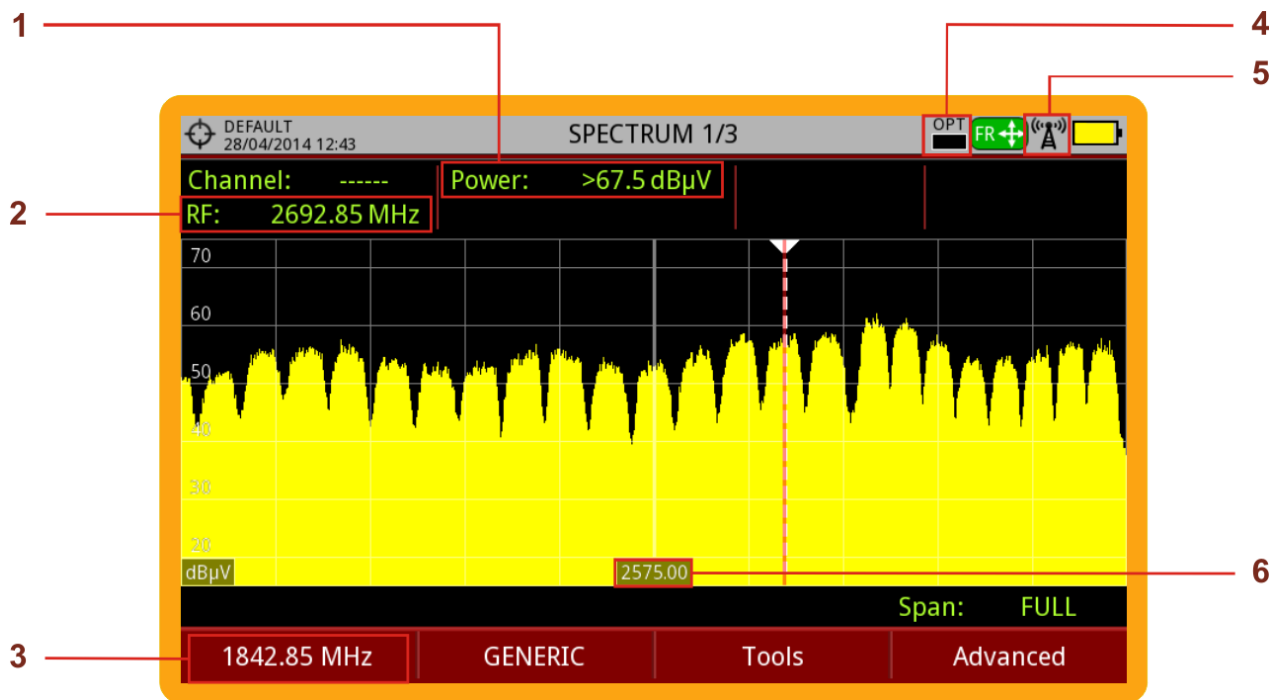 1
4
5
DEFAULT
28/04/2014 12:43
SPECTRUM 1/3
OPT
FR
Channel: ------
Power: >67.5 dBµV
2
RF: 2692.85 MHz
70
60
50
40
30
20
dBµV
2575.00
6
Span: FULL
3
1842.85 MHz
GENERIC
Tools
Advanced